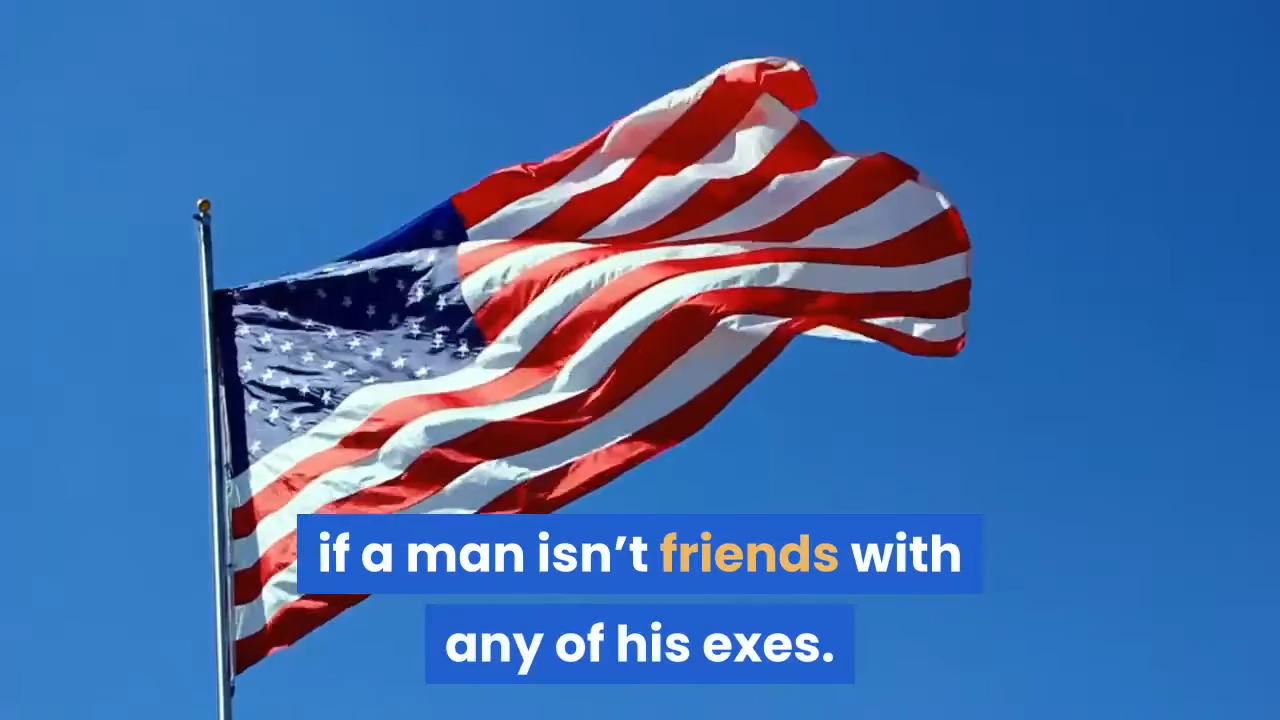 if a man isn’t friends with
any of his exes.